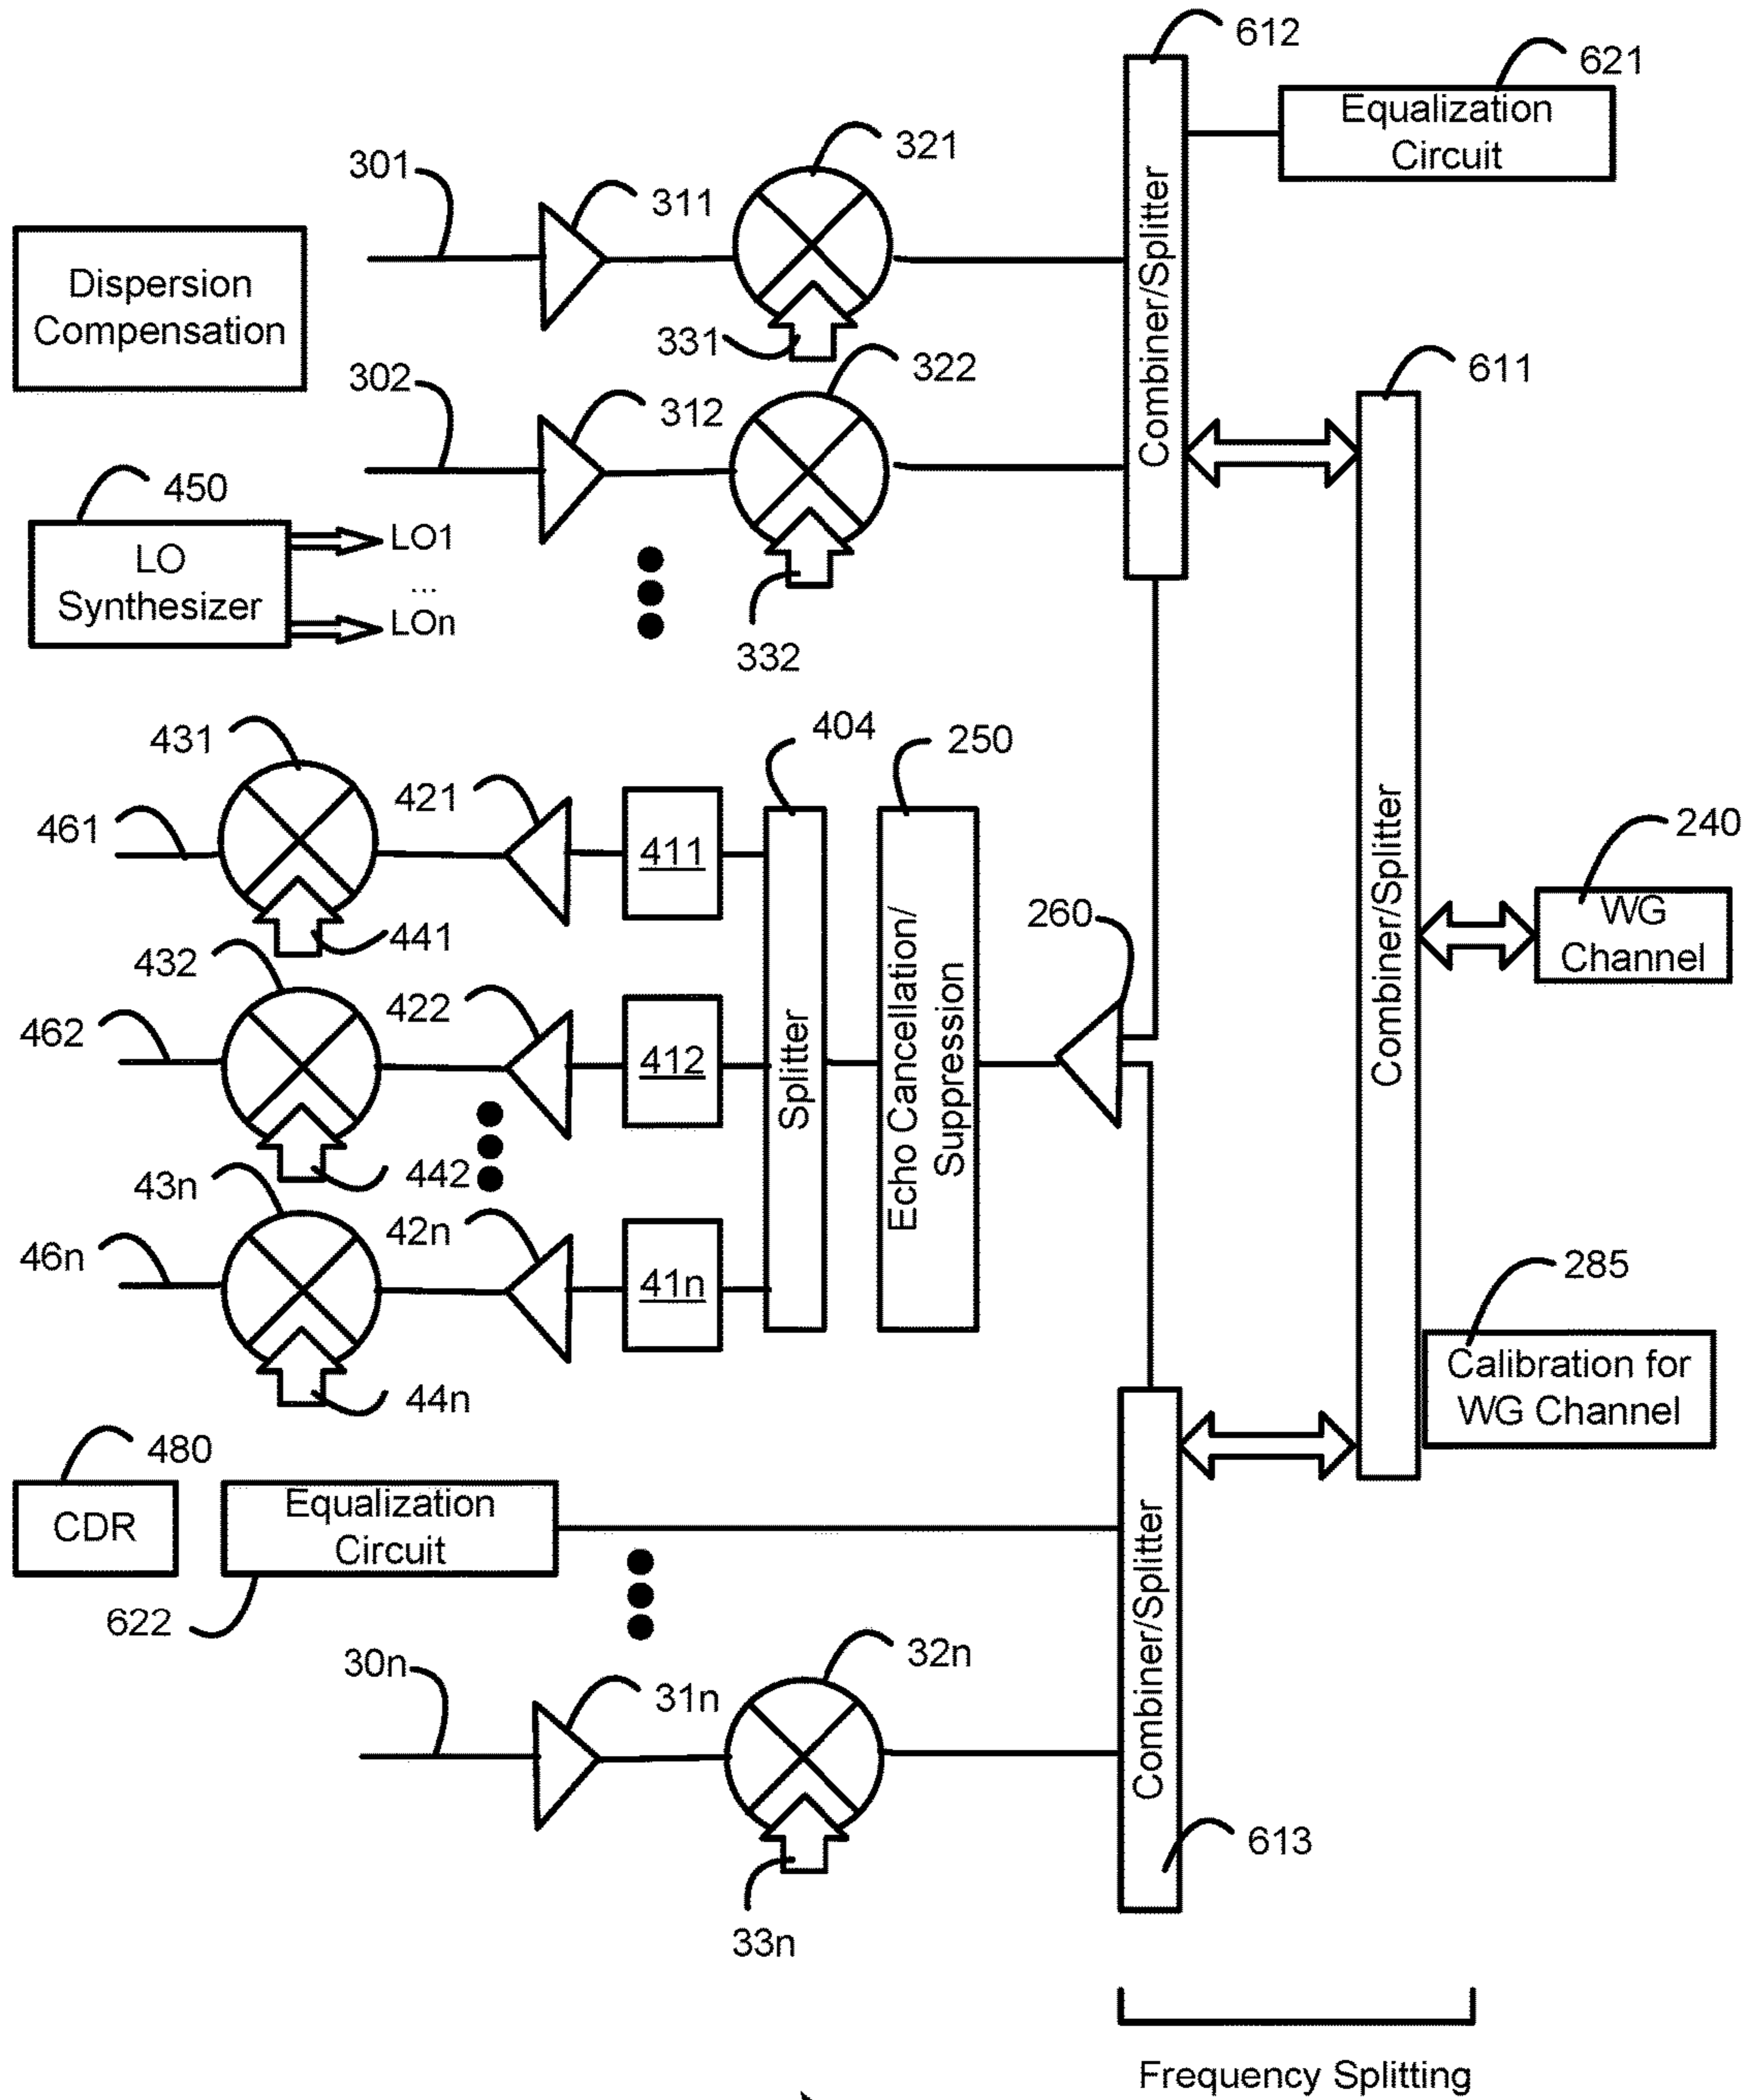 612
621
Equalization
Circuit
321
301
311
Combiner/Splitter
Dispersion
Compensation
331
322
302
312
611
450
LO
Synthesizer
LO1
...
LOn
332
404
250
431
421
240
461
411
Combiner/Splitter
WG
Channel
260
441
432
422
Echo Cancellation/
Suppression
462
412
Splitter
442
43n
42n
46n
41n
285
Calibration for
WG Channel
44n
480
CDR
Equalization
Circuit
Combiner/Splitter
622
30n
32n
31n
613
33n
Frequency Splitting